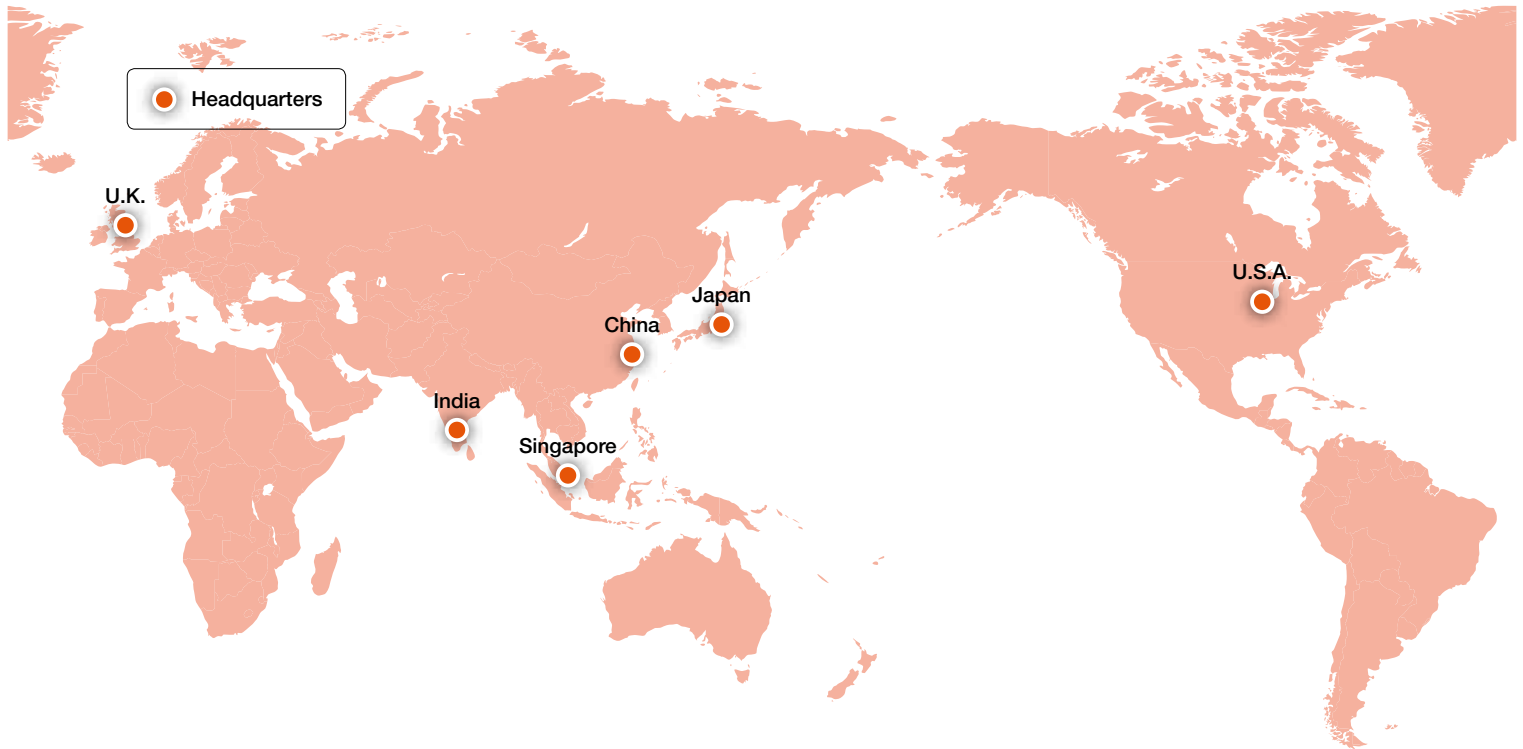 Headquarters
U.K.
U.S.A.
Japan
China
India
Singapore